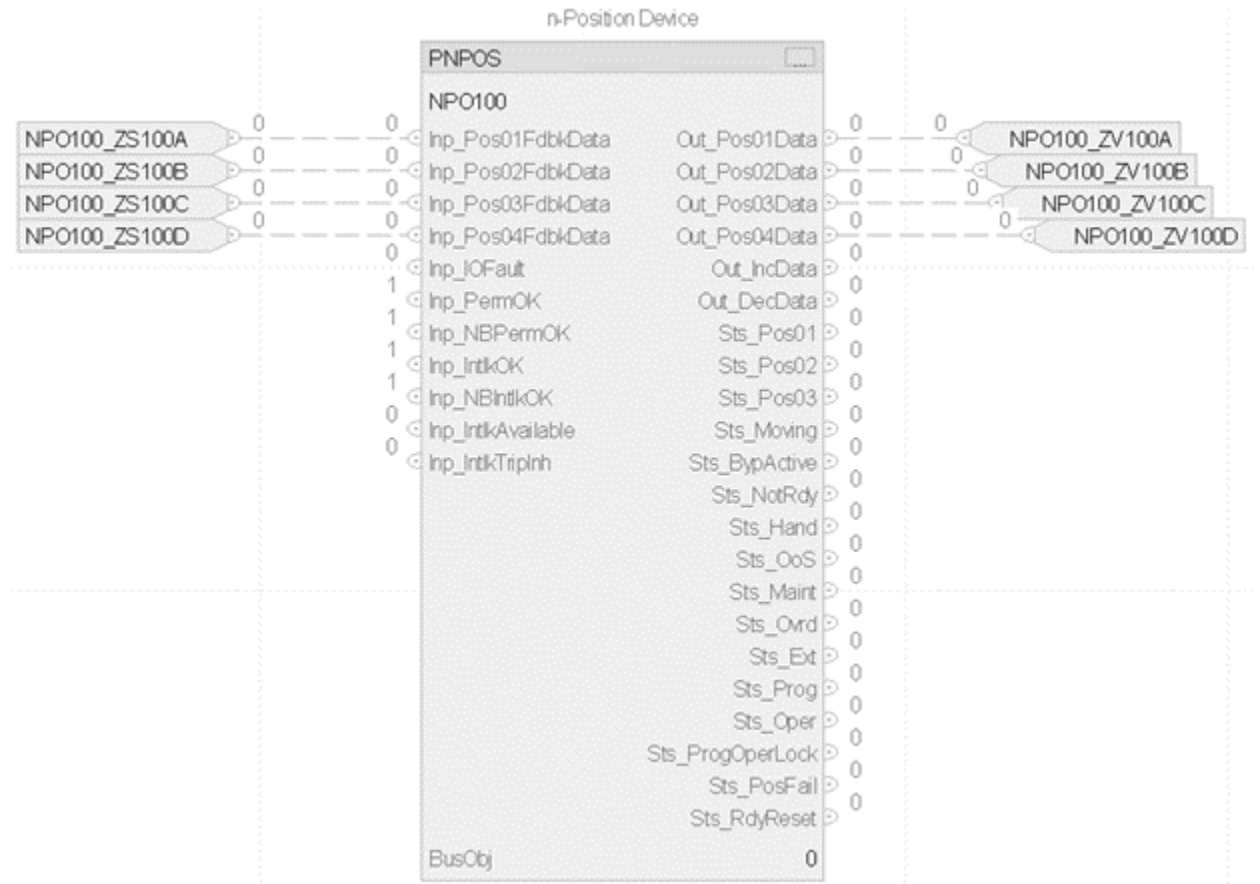 n-Position Device
PNPOS ...
NPO100
0 0 0 0
NPO100_ZS100A Inp_Pos01FdbkData Out_Pos01Data NPO100_ZV100A
0 0 0 0
NPO100_ZS100B Inp_Pos02FdbkData Out_Pos02Data NPO100_ZV100B
0 0 0 0
NPO100_ZS100C Inp_Pos03FdbkData Out_Pos03Data NPO100_ZV100C
0 0 0 0
NPO100_ZS100D Inp_Pos04FdbkData Out_Pos04Data NPO100_ZV100D
0
Inp_IOFault Out_IncData
1 0
Inp_PermOK Out_DecData
1 0
Inp_NBPermOK Sts_Pos01
1 0
Inp_IntlkOK Sts_Pos02
1 0
Inp_NBIntlkOK Sts_Pos03
0 0
Inp_IntlkAvailable Sts_Moving
0 0
Inp_IntlkTripInh Sts_BypActive
0
Sts_NotRdy
0
Sts_Hand
0
Sts_OoS
0
Sts_Maint
0
Sts_Ovrd
0
Sts_Ext
0
Sts_Prog
0
Sts_Oper
0
Sts_ProgOperLock
0
Sts_PosFail
0
Sts_RdyReset
BusObj 0